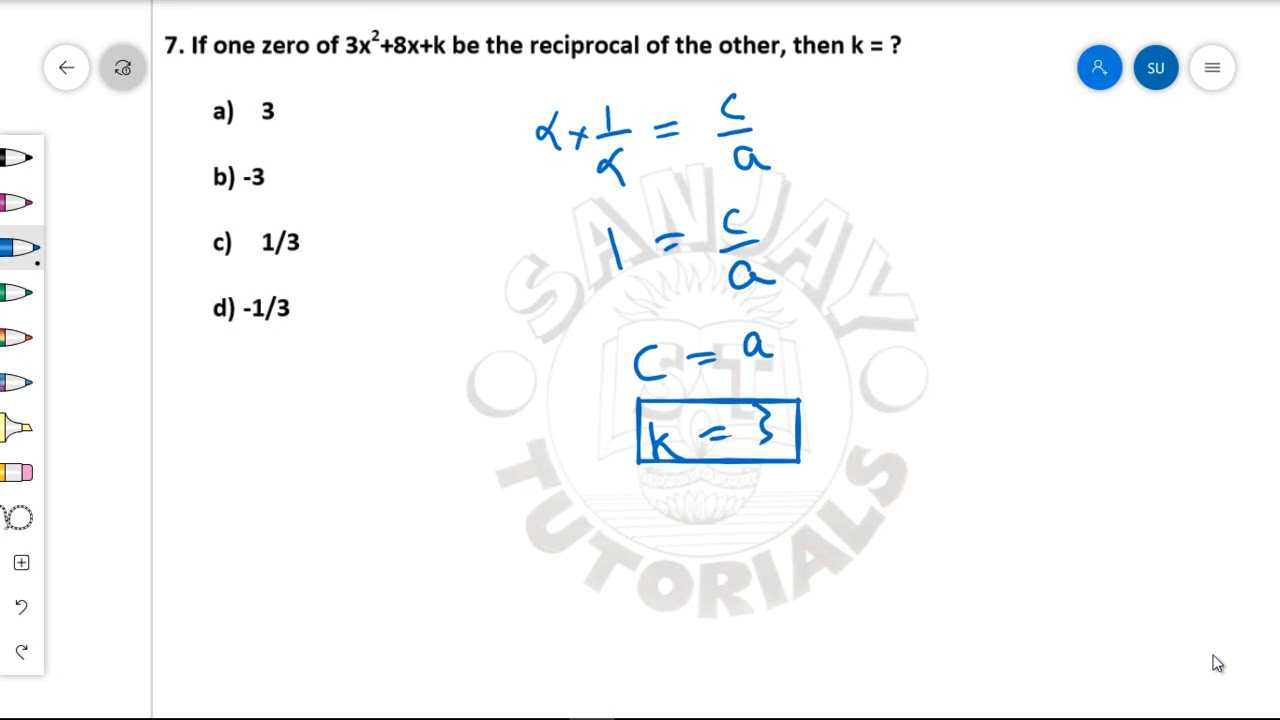 7. If one zero of 3x²+8x+k be the reciprocal of the other, then k = ?
SU
a) 3
b) -3
c) 1/3
d) -1/3
α × 1/α = c/a
1 = c/a
c = a
k = 3
SANJAY
ST
TUTORIALS